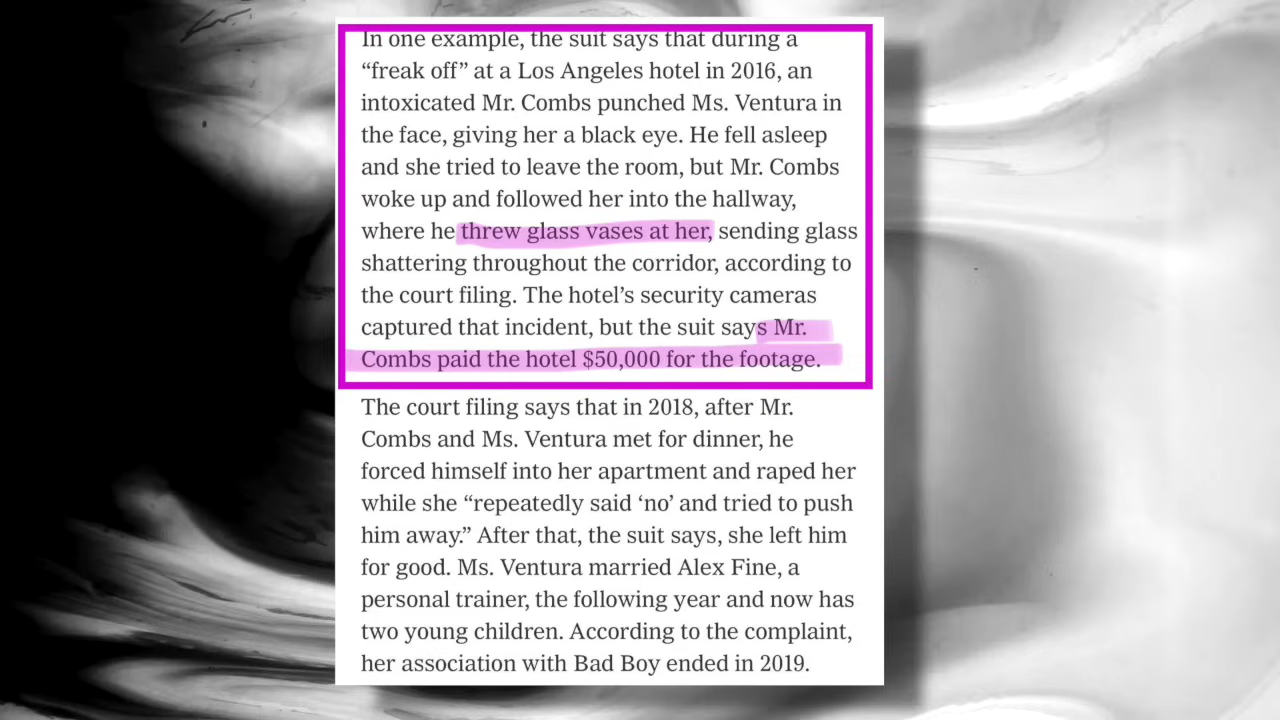 In one example, the suit says that during a
“freak off” at a Los Angeles hotel in 2016, an
intoxicated Mr. Combs punched Ms. Ventura in
the face, giving her a black eye. He fell asleep
and she tried to leave the room, but Mr. Combs
woke up and followed her into the hallway,
where he threw glass vases at her, sending glass
shattering throughout the corridor, according to
the court filing. The hotel’s security cameras
captured that incident, but the suit says Mr.
Combs paid the hotel $50,000 for the footage.
The court filing says that in 2018, after Mr.
Combs and Ms. Ventura met for dinner, he
forced himself into her apartment and raped her
while she “repeatedly said ‘no’ and tried to push
him away.” After that, the suit says, she left him
for good. Ms. Ventura married Alex Fine, a
personal trainer, the following year and now has
two young children. According to the complaint,
her association with Bad Boy ended in 2019.